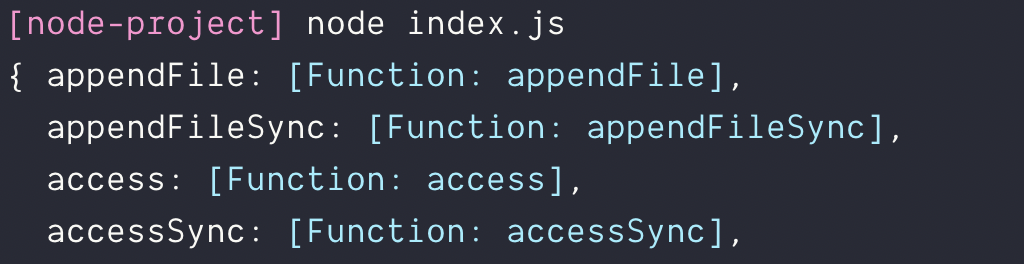 [node-project] node index.js
{ appendFile: [Function: appendFile],
  appendFileSync: [Function: appendFileSync],
  access: [Function: access],
  accessSync: [Function: accessSync],